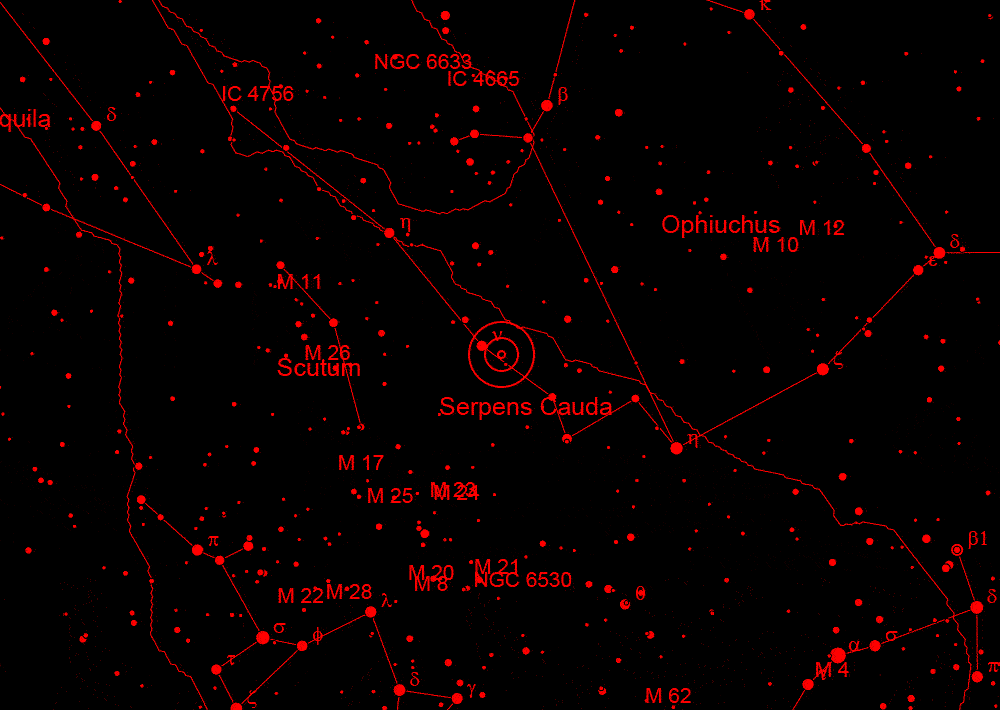 κ
NGC 6633
IC 4665
IC 4756
β
δ
quila
η
Ophiuchus
M 12
M 10
δ
ε
λ
M 11
ν
M 26
Scutum
ζ
Serpens Cauda
η
M 17
M 25
M 23
M 24
π
β1
M 21
M 20
M 8
NGC 6530
M 22
M 28
λ
θ
δ
σ
φ
σ
α
τ
M 4
π
δ
γ
ζ
M 62